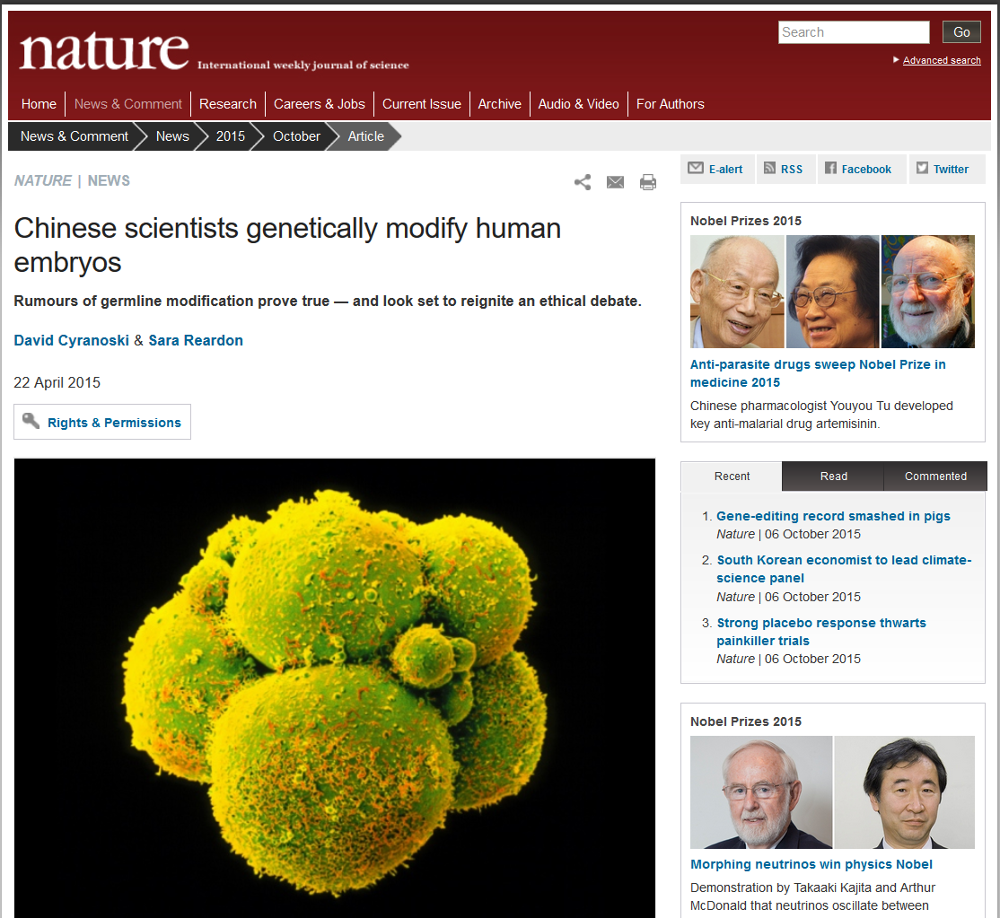 nature International weekly journal of science
Search
Go
Advanced search
Home
News & Comment
Research
Careers & Jobs
Current Issue
Archive
Audio & Video
For Authors
News & Comment
News
2015
October
Article
NATURE | NEWS
Chinese scientists genetically modify human
embryos
Rumours of germline modification prove true — and look set to reignite an ethical debate.
David Cyranoski & Sara Reardon
22 April 2015
Rights & Permissions
E-alert
RSS
Facebook
Twitter
Nobel Prizes 2015
Anti-parasite drugs sweep Nobel Prize in
medicine 2015
Chinese pharmacologist Youyou Tu developed
key anti-malarial drug artemisinin.
Recent
Read
Commented
1. Gene-editing record smashed in pigs
Nature | 06 October 2015
2. South Korean economist to lead climate-
science panel
Nature | 06 October 2015
3. Strong placebo response thwarts
painkiller trials
Nature | 06 October 2015
Nobel Prizes 2015
Morphing neutrinos win physics Nobel
Demonstration by Takaaki Kajita and Arthur
McDonald that neutrinos oscillate between